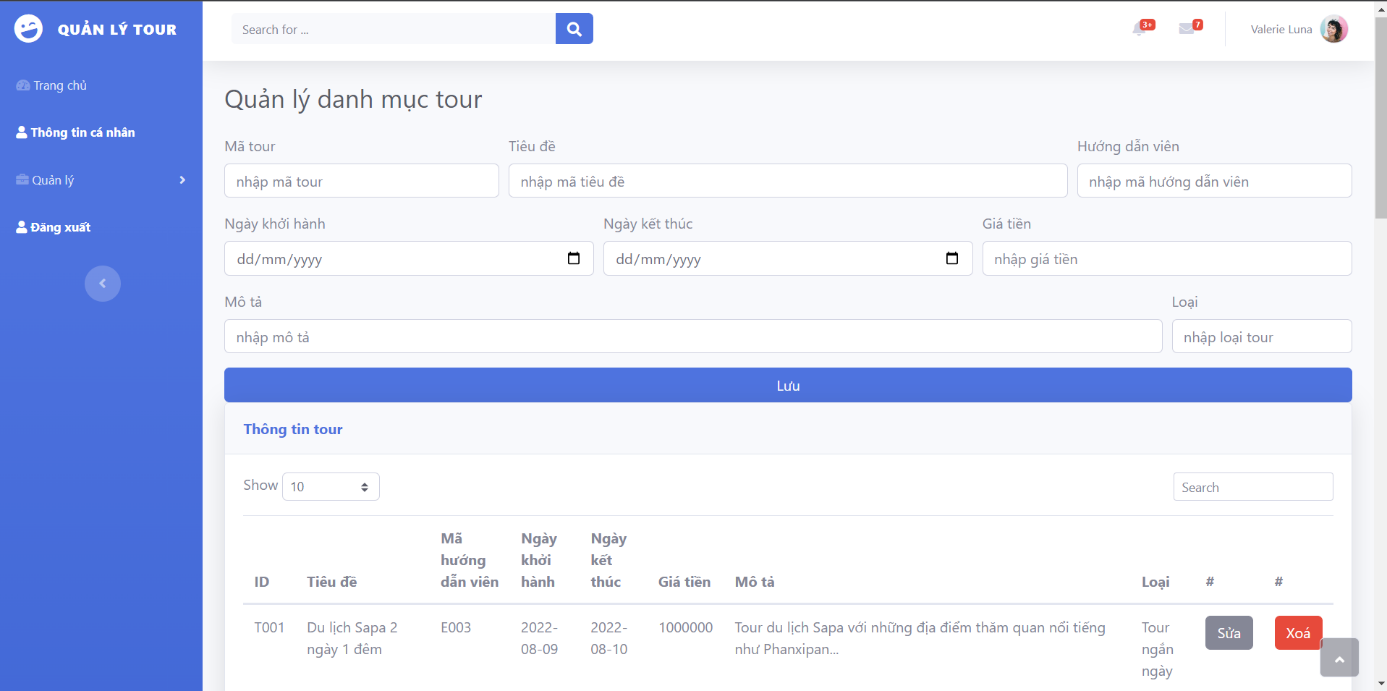 QUẢN LÝ TOUR
Search for ...
3+
7
Valerie Luna
Trang chủ
Thông tin cá nhân
Quản lý
Đăng xuất
Quản lý danh mục tour
Mã tour
Tiêu đề
Hướng dẫn viên
nhập mã tour
nhập mã tiêu đề
nhập mã hướng dẫn viên
Ngày khởi hành
Ngày kết thúc
Giá tiền
dd/mm/yyyy
dd/mm/yyyy
nhập giá tiền
Mô tả
Loại
nhập mô tả
nhập loại tour
Lưu
Thông tin tour
Show 10
Search
ID
Tiêu đề
Mã
hướng
dẫn viên
Ngày
khởi
hành
Ngày
kết
thúc
Giá tiền
Mô tả
Loại
#
#
T001
Du lịch Sapa 2
ngày 1 đêm
E003
2022-
08-09
2022-
08-10
1000000
Tour du lịch Sapa với những địa điểm thăm quan nổi tiếng
như Phanxipan...
Tour
ngắn
ngày
Sửa
Xoá